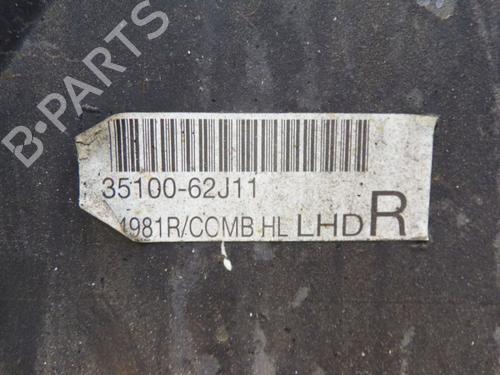 B-PARTS
35100-62J11
4981R/COMB HL LHD R